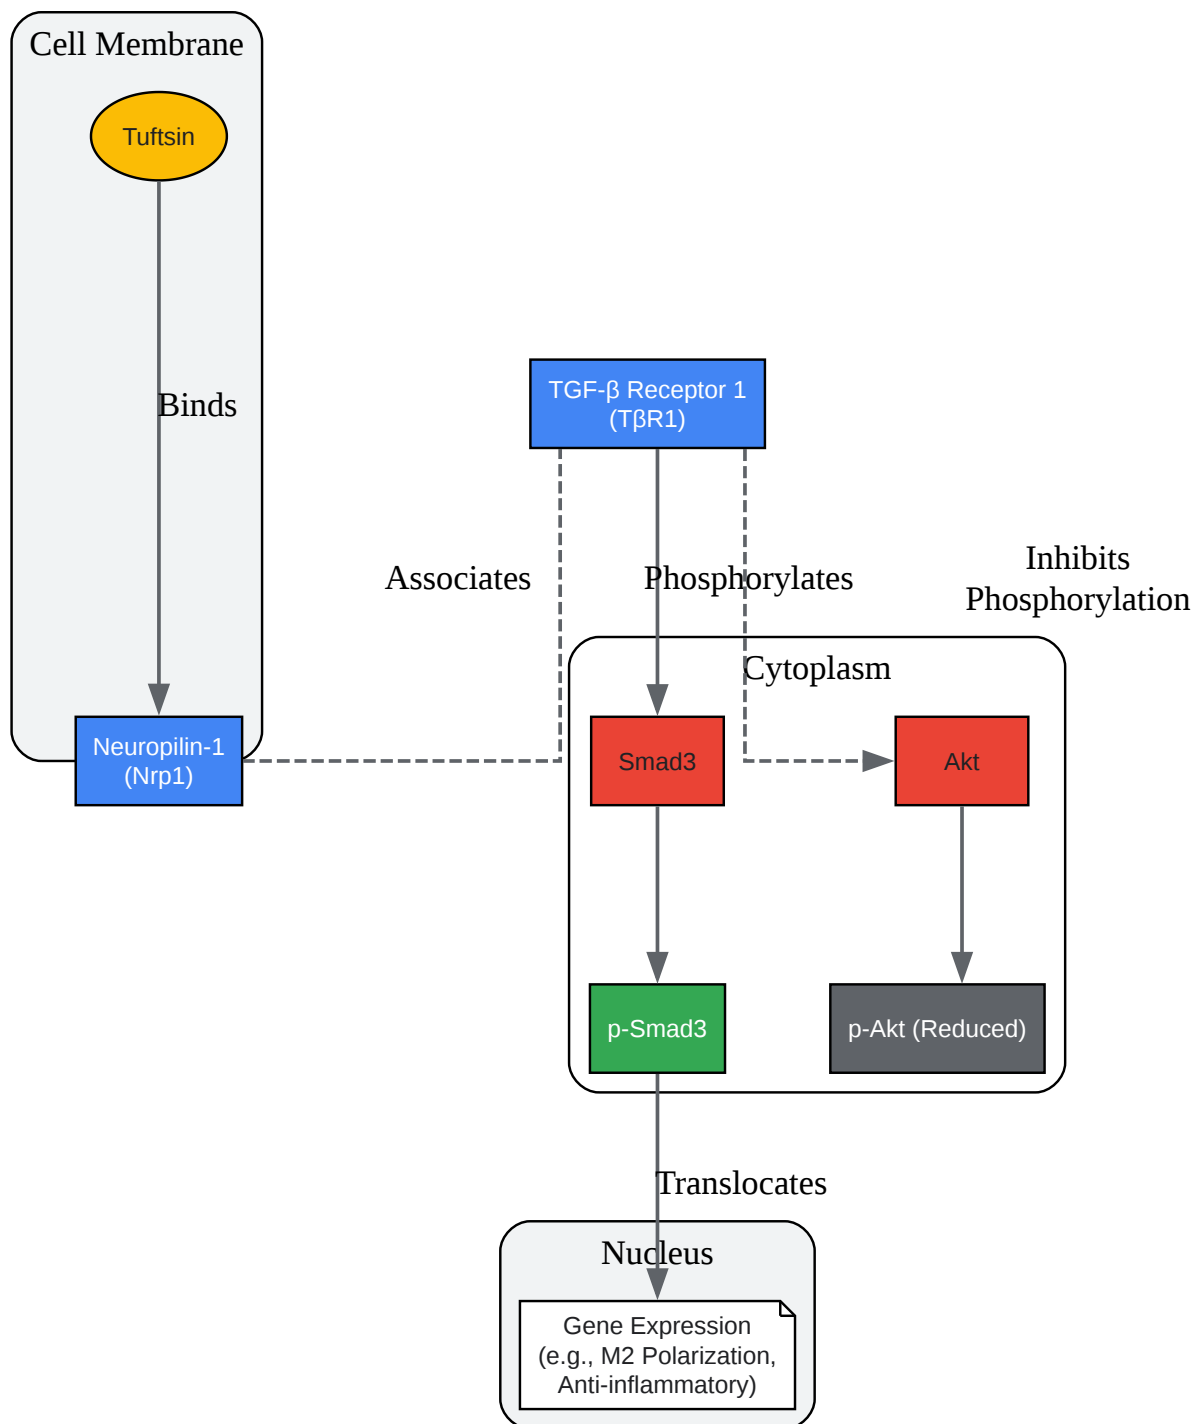 Cell Membrane
Tuftsin
Binds
TGF-β Receptor 1
(TβR1)
Associates
Phosphorylates
Inhibits
Phosphorylation
Cytoplasm
Neuropilin-1
(Nrp1)
Smad3
Akt
p-Smad3
p-Akt (Reduced)
Translocates
Nucleus
Gene Expression
(e.g., M2 Polarization,
Anti-inflammatory)